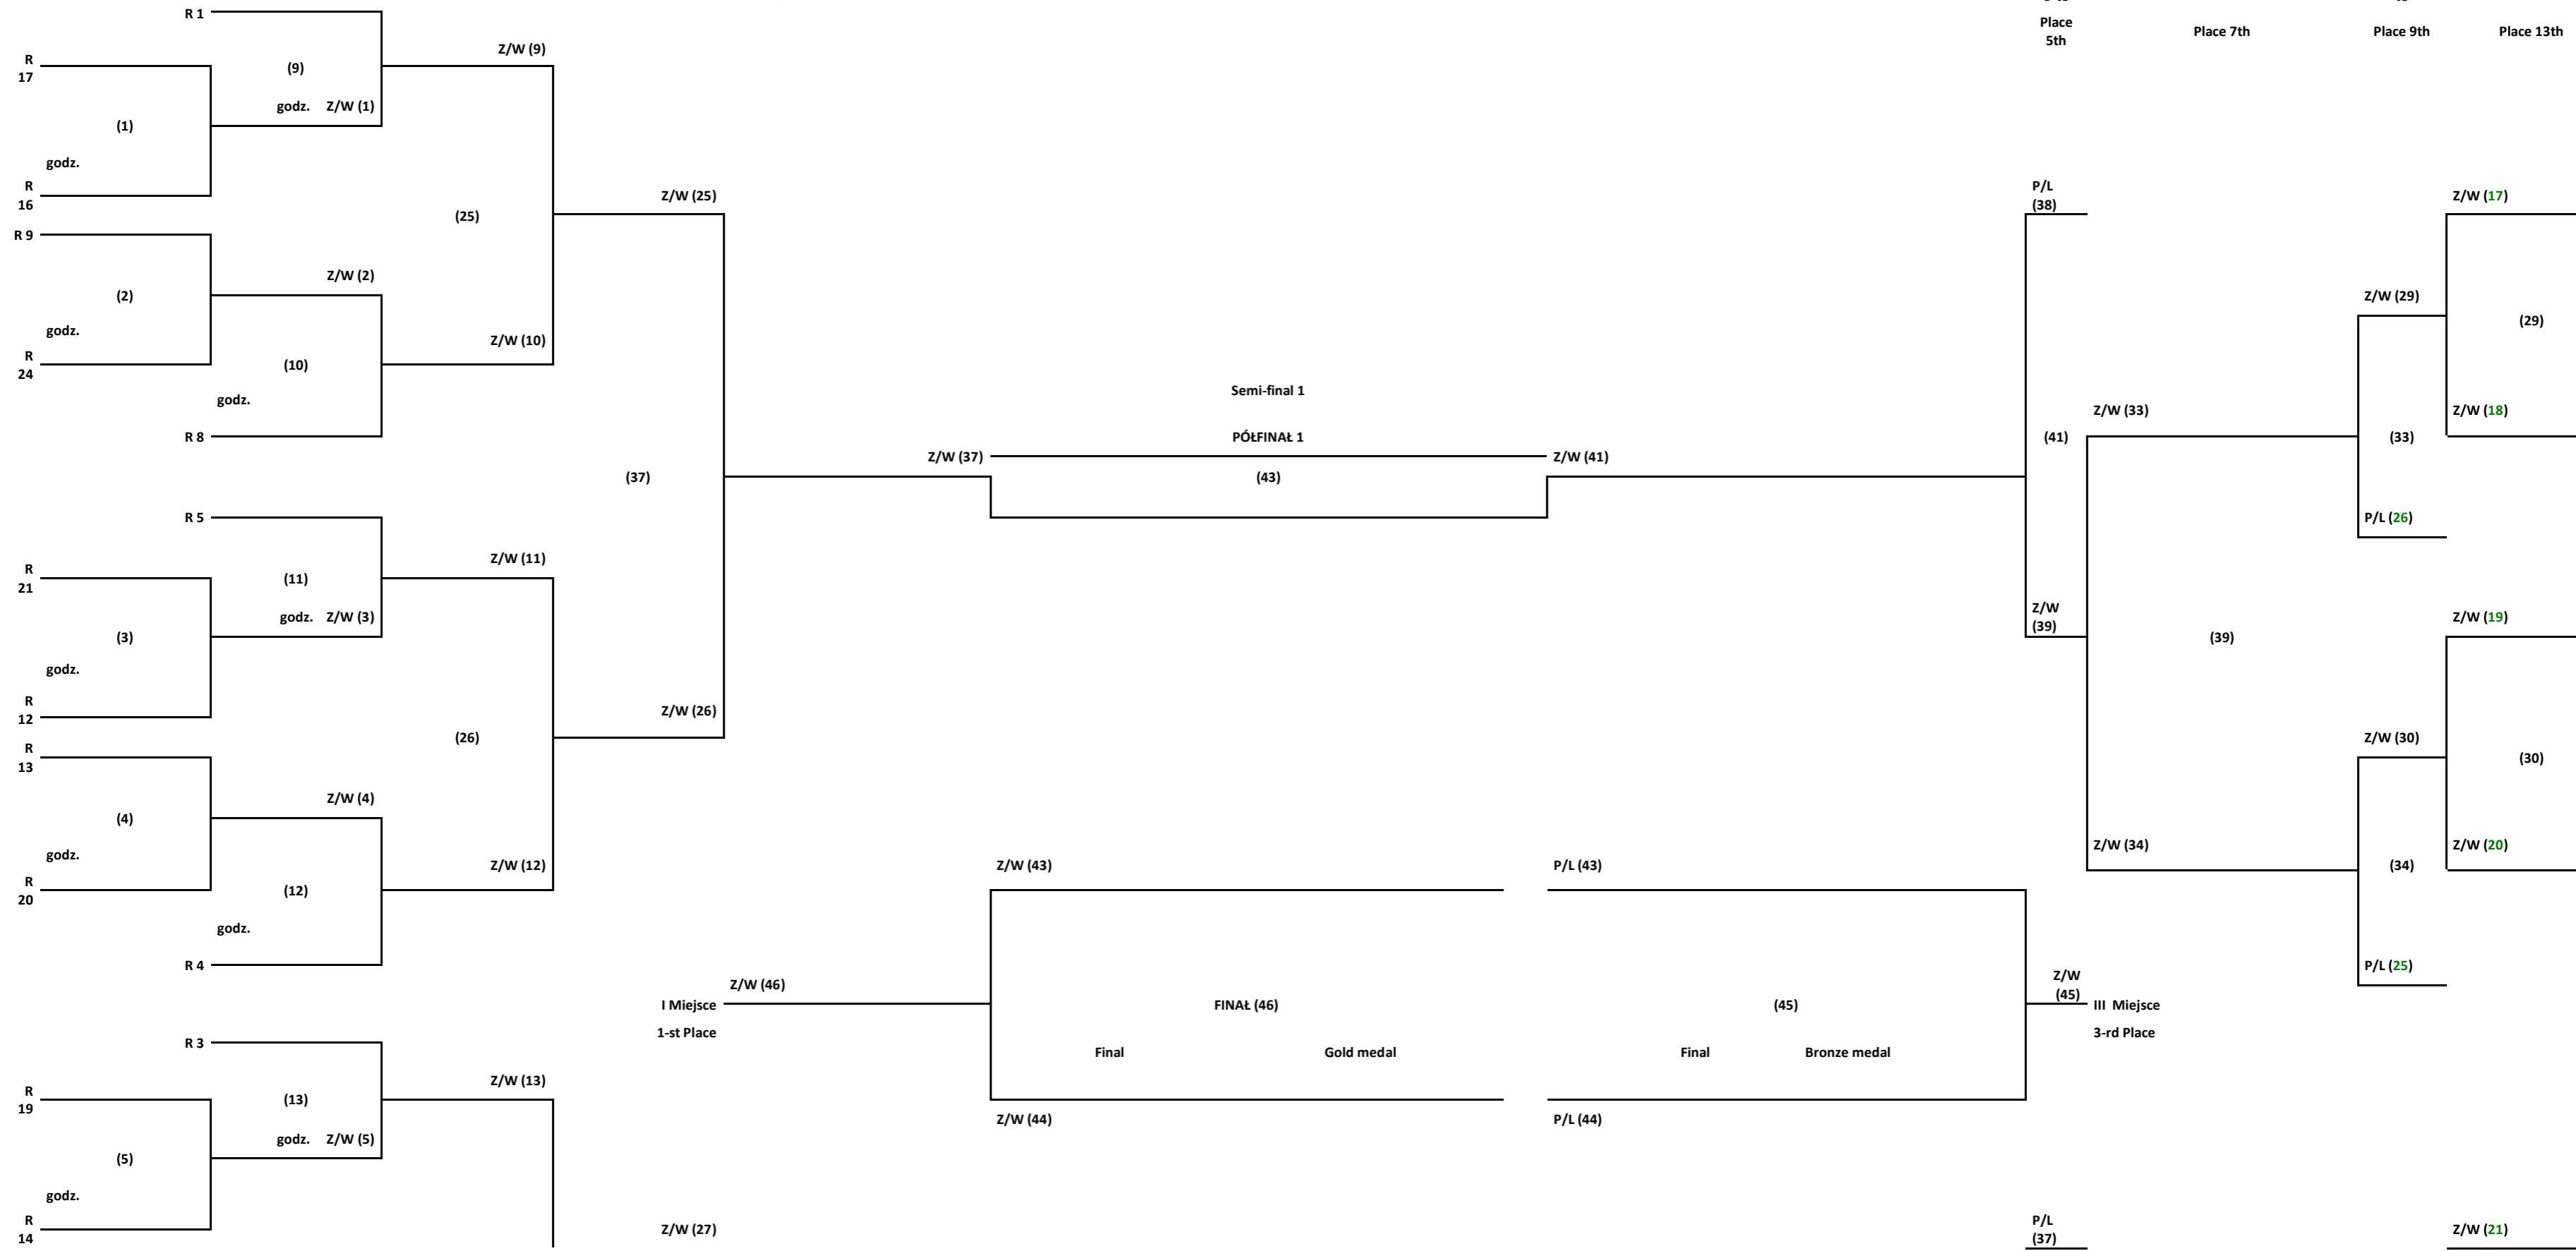 R 1
Place
5th
Place 7th
Place 9th
Place 13th
Z/W (9)
R
17
(9)
godz. Z/W (1)
(1)
godz.
R
16
Z/W (25)
P/L
(38)
Z/W (17)
(25)
R 9
Z/W (2)
(2)
Z/W (29)
godz.
Z/W (10)
(29)
R
24
(10)
godz.
Semi-final 1
R 8
Z/W (33)
Z/W (18)
PÓŁFINAŁ 1
(41)
(33)
Z/W (37)
Z/W (41)
(37)
(43)
R 5
P/L (26)
Z/W (11)
R
21
(11)
godz. Z/W (3)
Z/W
(39)
Z/W (19)
(3)
(39)
godz.
R
12
Z/W (26)
(26)
R
13
Z/W (30)
(30)
Z/W (4)
(4)
godz.
Z/W (12)
Z/W (43)
P/L (43)
Z/W (34)
(34)
Z/W (20)
R
20
(12)
godz.
R 4
P/L (25)
Z/W (46)
Z/W
(45)
I Miejsce
FINAŁ (46)
(45)
III Miejsce
1-st Place
3-rd Place
R 3
Final
Gold medal
Final
Bronze medal
Z/W (13)
R
19
(13)
Z/W (44)
P/L (44)
godz. Z/W (5)
(5)
godz.
R
14
Z/W (27)
P/L
(37)
Z/W (21)